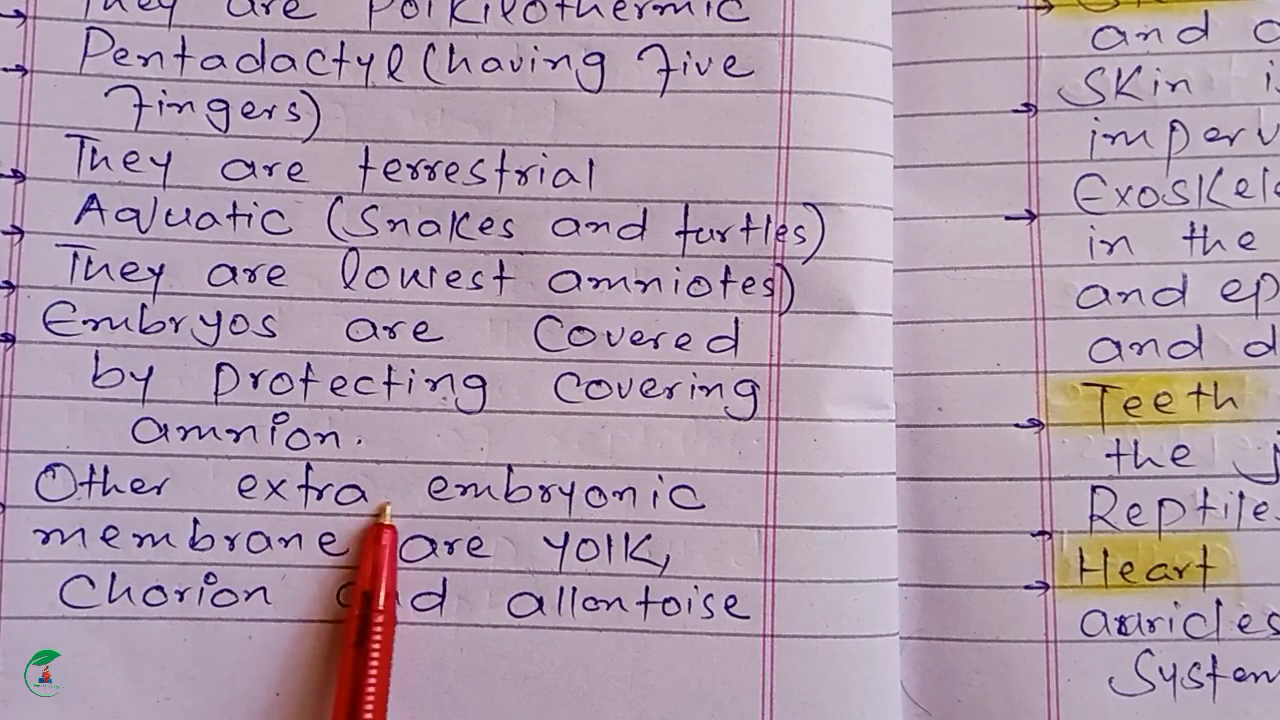 They are Poikilothermic
Pentadactyl (having five
fingers)
They are terrestrial
Aquatic (Snakes and turtles)
They are lowest amniotes)
Embryos are Covered
by protecting covering
amnion.
Other extra embryonic
membrane are yolk,
Chorion and allantoise
and
Skin
in the
and ep
and d
Teeth
the j
Reptile
Heart
auricles
System